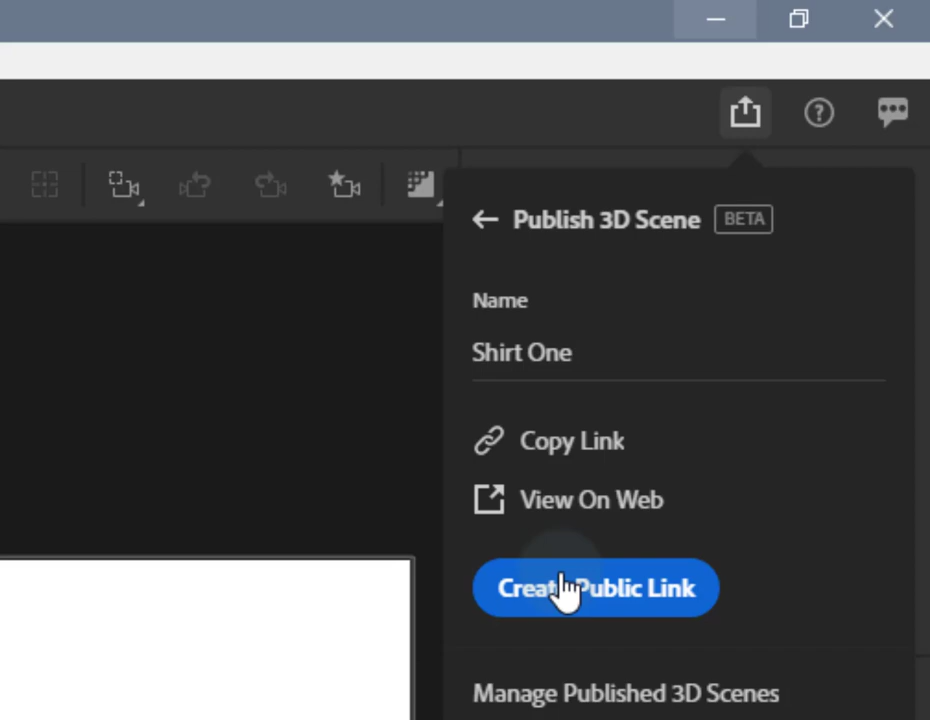 Publish 3D Scene BETA
Name
Shirt One
Copy Link
View On Web
Create Public Link
Manage Published 3D Scenes